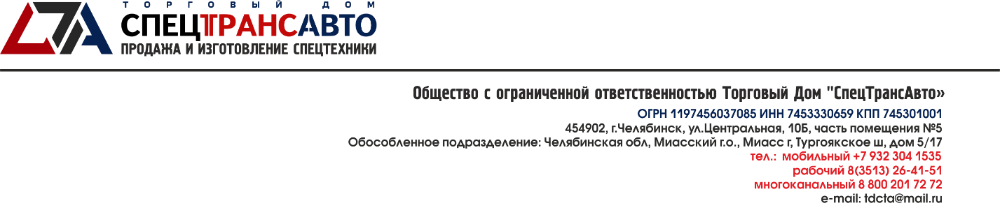 ТОРГОВЫЙ ДОМ
СПЕЦТРАНСАВТО
ПРОДАЖА И ИЗГОТОВЛЕНИЕ СПЕЦТЕХНИКИ
Общество с ограниченной ответственностью Торговый Дом "СпецТрансАвто»
ОГРН 1197456037085 ИНН 7453330659 КПП 745301001
454902, г.Челябинск, ул.Центральная, 10Б, часть помещения №5
Обособленное подразделение: Челябинская обл, Миасский г.о., Миасс г, Тургоякское ш, дом 5/17
тел.: мобильный +7 932 304 1535
рабочий 8(3513) 26-41-51
многоканальный 8 800 201 72 72
e-mail: tdcta@mail.ru